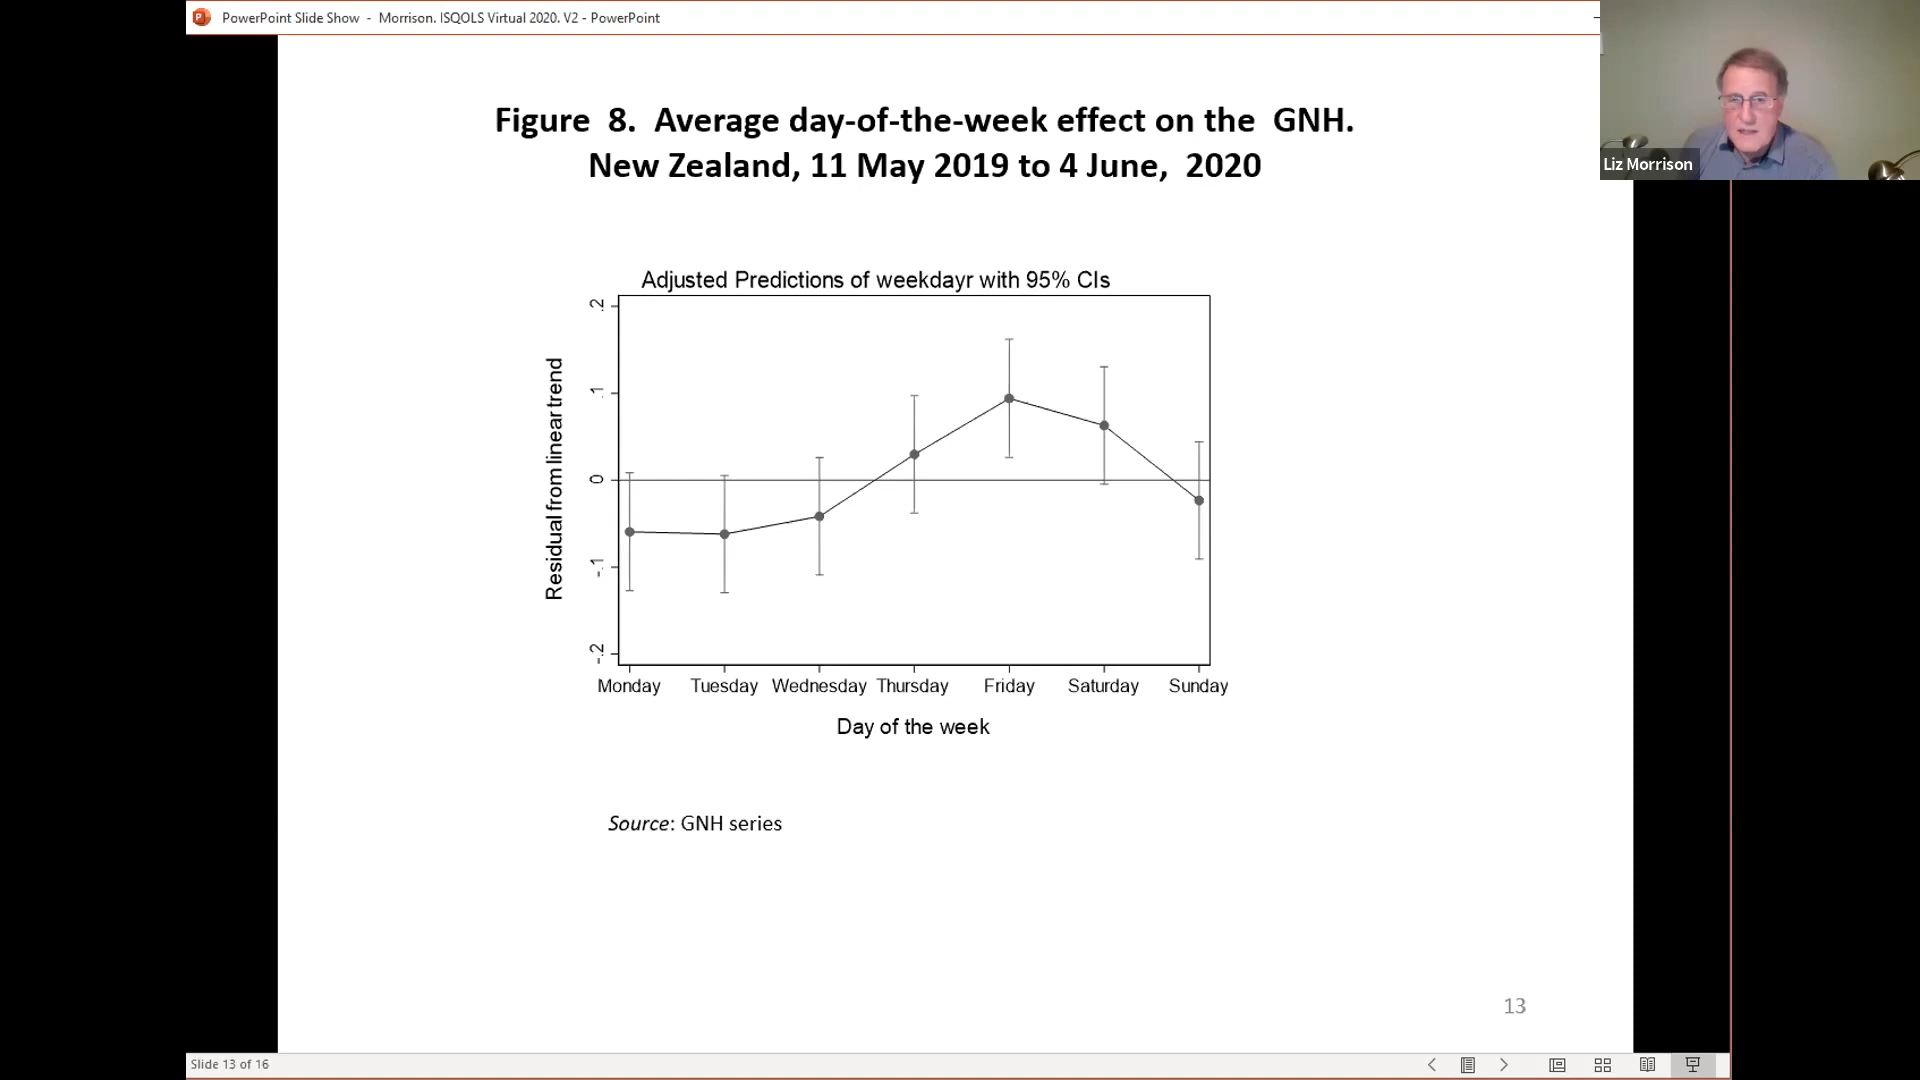 PowerPoint Slide Show - Morrison. ISQOLS Virtual 2020. V2 - PowerPoint
Liz Morrison
Figure 8. Average day-of-the-week effect on the GNH.
New Zealand, 11 May 2019 to 4 June, 2020
Adjusted Predictions of weekdayr with 95% CIs
Residual from linear trend
.2
.1
0
-.1
-.2
Monday Tuesday Wednesday Thursday Friday Saturday Sunday
Day of the week
Source: GNH series
13
Slide 13 of 16